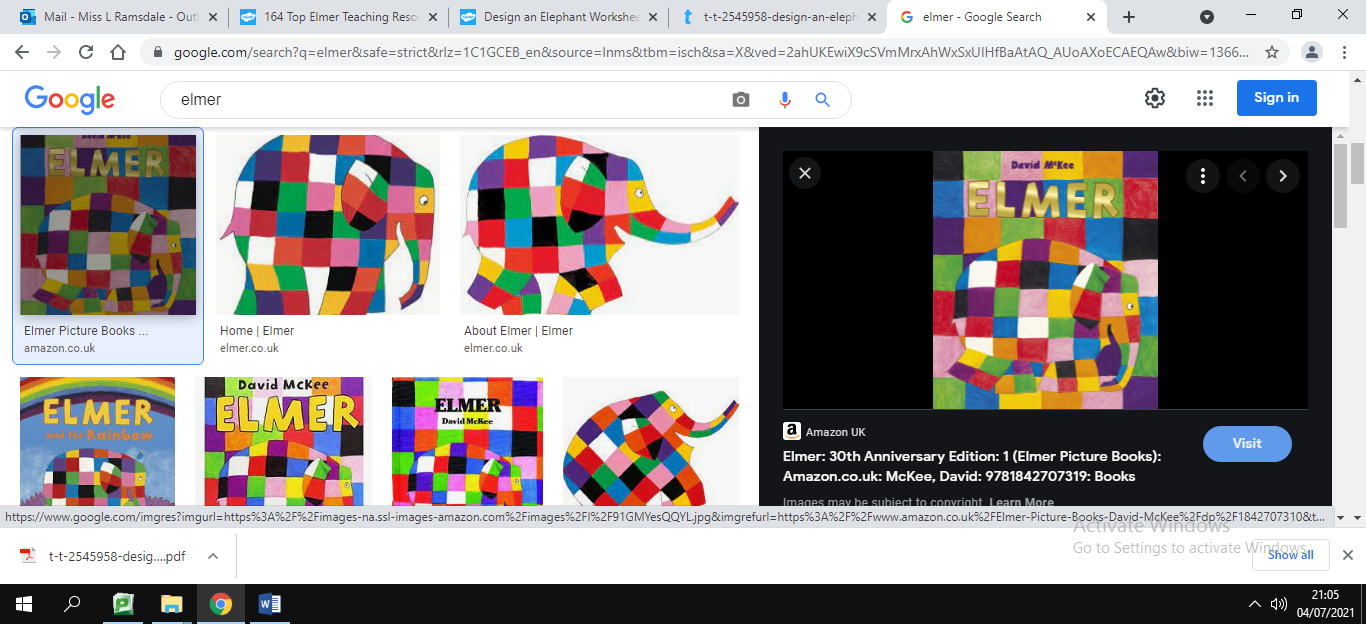 Mail - Miss L Ramsdale - Outl
164 Top Elmer Teaching Reso
Design an Elephant Workshee
t-t-2545958-design-an-eleph
elmer - Google Search
google.com/search?q=elmer&safe=strict&rlz=1C1GCEB_en&source=lnms&tbm=isch&sa=X&ved=2ahUKEwiX9cSVmMrxAhWxSxUIHfBaAtAQ_AUoAXoECAEQAw&biw=1366...
Google
elmer
Sign in
David McKee
ELMER
Elmer Picture Books ...
amazon.co.uk
Home | Elmer
elmer.co.uk
About Elmer | Elmer
elmer.co.uk
ELMER
and the Rainbow
David McKee
ELMER
ELMER
David McKee
David McKee
ELMER
Amazon UK
Visit
Elmer: 30th Anniversary Edition: 1 (Elmer Picture Books):
Amazon.co.uk: McKee, David: 9781842707319: Books
Images may be subject to copyright. Learn More
https://www.google.com/imgres?imgurl=https%3A%2F%2Fimages-na.ssl-images-amazon.com%2Fimages%2FI%2F91GMYesQQYL.jpg&imgrefurl=https%3A%2F%2Fwww.amazon.co.uk%2FElmer-Picture-Books-David-McKee%2Fdp%2F1842707310&t...
Activate Windows
Go to Settings to activate Windows.
t-t-2545958-desig....pdf
Show all
21:05
04/07/2021